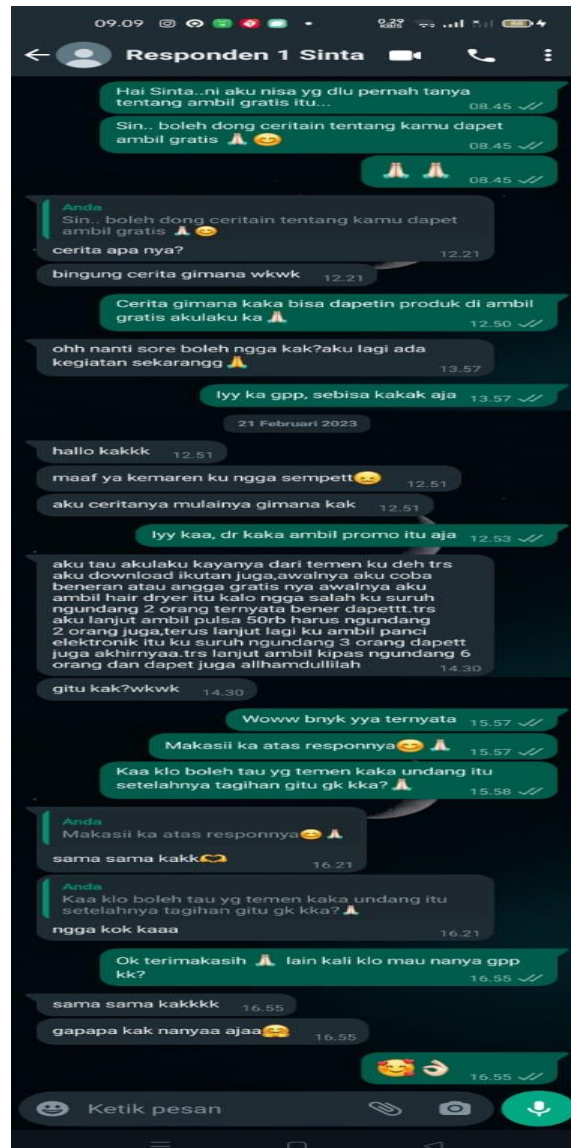 09.09
0,29 KB/S
Responden 1 Sinta
Hai Sinta..ni aku nisa yg dlu pernah tanya
tentang ambil gratis itu...
08.45
Sin.. boleh dong ceritain tentang kamu dapet
ambil gratis 🙏😊
08.45
🙏 🙏
08.45
Anda
Sin.. boleh dong ceritain tentang kamu dapet
ambil gratis 🙏😊
cerita apa nya?
12.21
bingung cerita gimana wkwk 12.21
Cerita gimana kaka bisa dapetin produk di ambil
gratis akulaku ka 🙏
12.50
ohh nanti sore boleh ngga kak?aku lagi ada
kegiatan sekarangg 🙏
13.57
Iyy ka gpp, sebisa kakak aja 13.57
21 Februari 2023
hallo kakkk 12.51
maaf ya kemaren ku ngga sempett😖 12.51
aku ceritanya mulainya gimana kak 12.51
Iyy kaa, dr kaka ambil promo itu aja 12.53
aku tau akulaku kayanya dari temen ku deh trs
aku download ikutan juga,awalnya aku coba
beneran atau angga gratis nya awalnya aku
ambil hair dryer itu kalo ngga salah ku suruh
ngundang 2 orang ternyata bener dapettt.trs
aku lanjut ambil pulsa 50rb harus ngundang
2 orang juga,terus lanjut lagi ku ambil panci
elektronik itu ku suruh ngundang 3 orang dapett
juga akhirnyaa.trs lanjut ambil kipas ngundang 6
orang dan dapet juga allhamdullilah
14.30
gitu kak?wkwk 14.30
Woww bnyk yya ternyata 15.57
Makasii ka atas responnya😊 🙏 15.57
Kaa klo boleh tau yg temen kaka undang itu
setelahnya tagihan gitu gk kka? 🙏
15.58
Anda
Makasii ka atas responnya😊 🙏
sama sama kakk🫶
16.21
Anda
Kaa klo boleh tau yg temen kaka undang itu
setelahnya tagihan gitu gk kka? 🙏
ngga kok kaaa
16.21
Ok terimakasih 🙏 lain kali klo mau nanya gpp
kk?
16.55
sama sama kakkkk 16.55
gapapa kak nanyaa ajaa🤗 16.55
🥰👌🏻
16.55
Ketik pesan